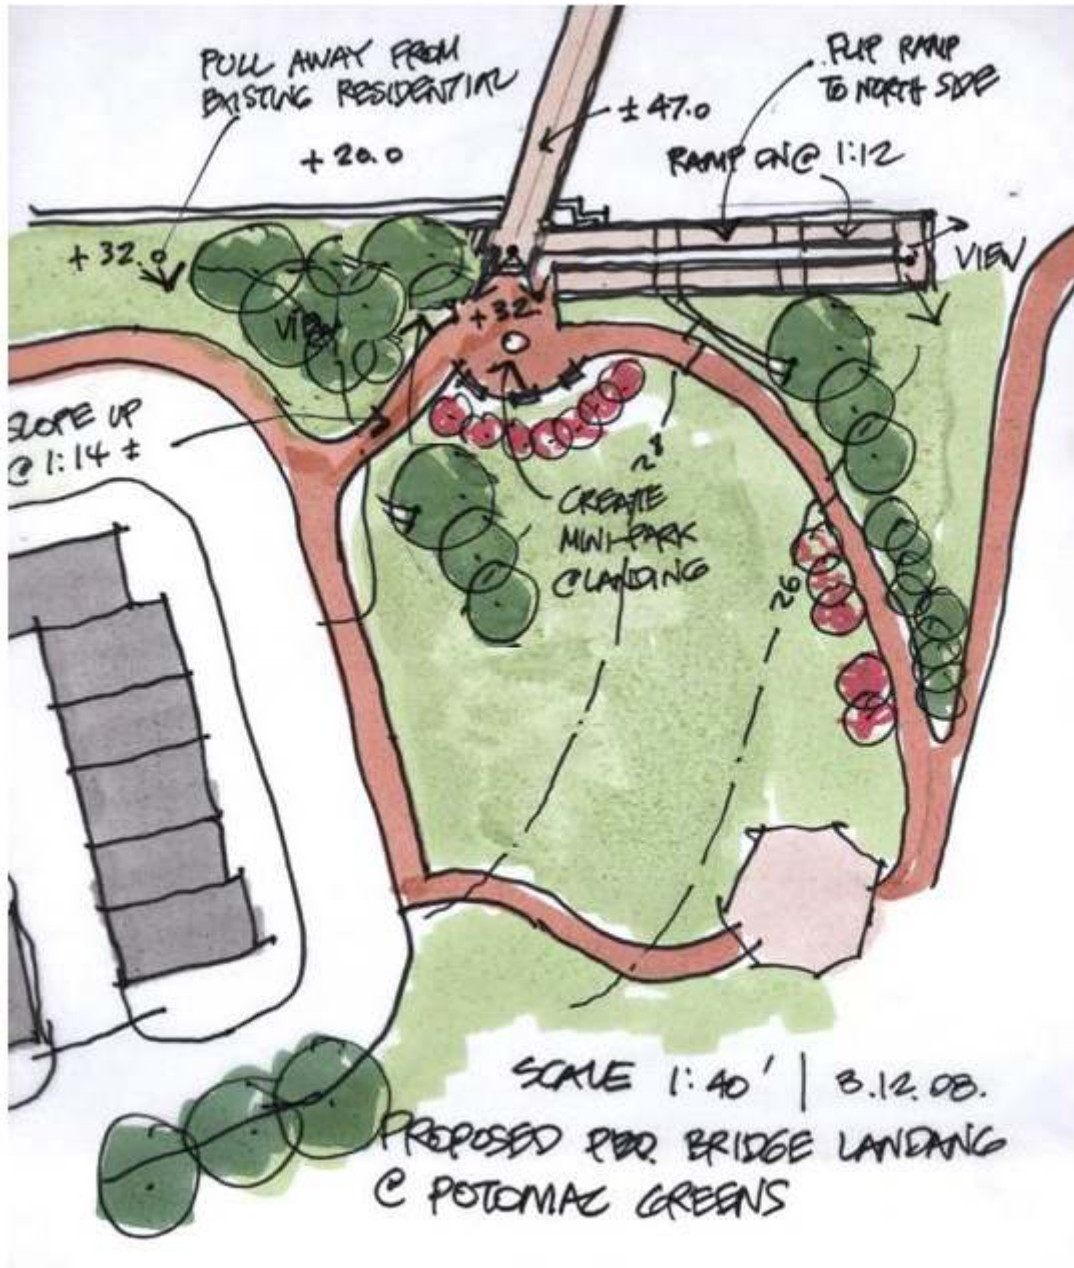 PULL AWAY FROM
EXISTING RESIDENTIAL
+ 20.0
± 47.0
FLIP RAMP
TO NORTH SIDE
RAMP DN @ 1:12
+ 32.0
VIEW
VIEW
+32
SLOPE UP
@ 1:14 ±
28
CREATE
MINI-PARK
@ LANDING
26
SCALE 1:40' | 3.12.08.
PROPOSED PED. BRIDGE LANDANG
@ POTOMAC GREENS